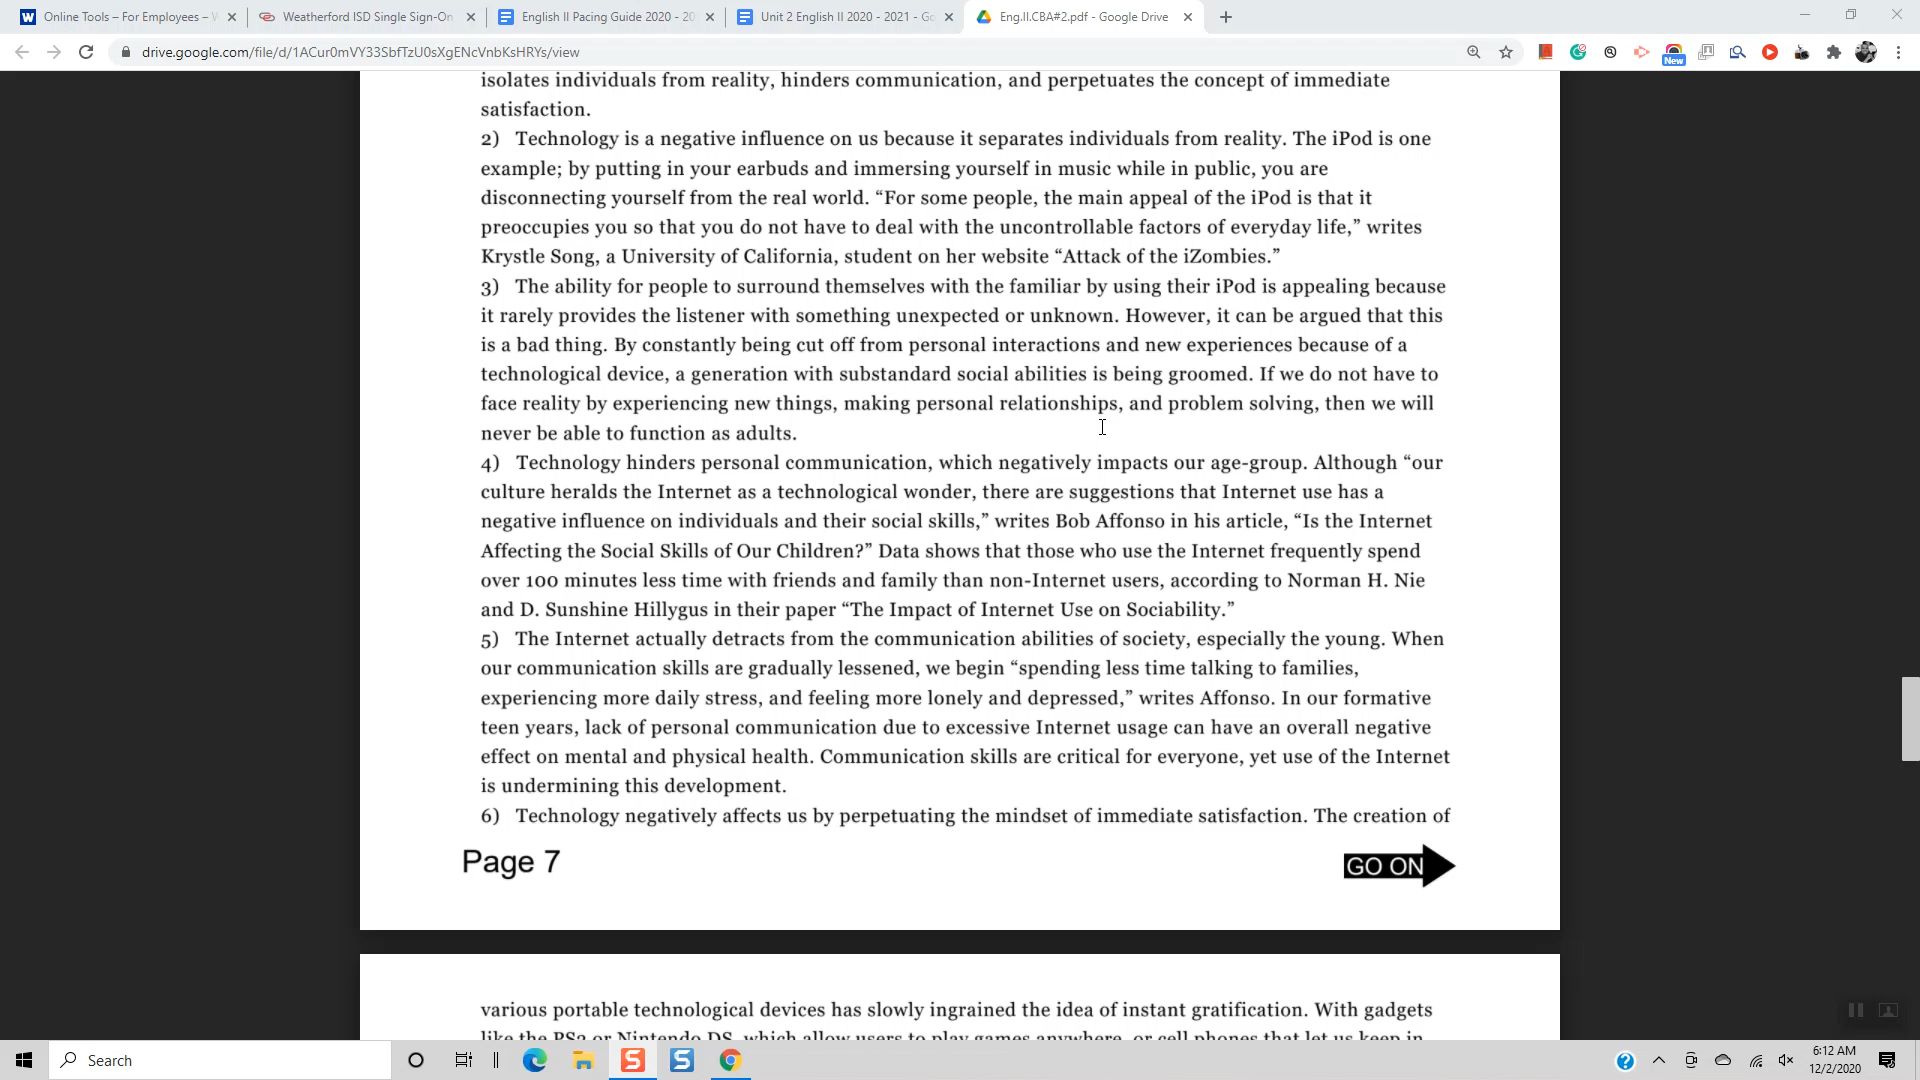 Online Tools – For Employees – W
Weatherford ISD Single Sign-On
English II Pacing Guide 2020 - 20
Unit 2 English II 2020 - 2021 - Go
Eng.II.CBA#2.pdf - Google Drive
drive.google.com/file/d/1ACur0mVY33SbfTzU0sXgENcVnbKsHRYs/view
New
isolates individuals from reality, hinders communication, and perpetuates the concept of immediate
satisfaction.
2) Technology is a negative influence on us because it separates individuals from reality. The iPod is one
example; by putting in your earbuds and immersing yourself in music while in public, you are
disconnecting yourself from the real world. “For some people, the main appeal of the iPod is that it
preoccupies you so that you do not have to deal with the uncontrollable factors of everyday life,” writes
Krystle Song, a University of California, student on her website “Attack of the iZombies.”
3) The ability for people to surround themselves with the familiar by using their iPod is appealing because
it rarely provides the listener with something unexpected or unknown. However, it can be argued that this
is a bad thing. By constantly being cut off from personal interactions and new experiences because of a
technological device, a generation with substandard social abilities is being groomed. If we do not have to
face reality by experiencing new things, making personal relationships, and problem solving, then we will
never be able to function as adults.
4) Technology hinders personal communication, which negatively impacts our age-group. Although “our
culture heralds the Internet as a technological wonder, there are suggestions that Internet use has a
negative influence on individuals and their social skills,” writes Bob Affonso in his article, “Is the Internet
Affecting the Social Skills of Our Children?” Data shows that those who use the Internet frequently spend
over 100 minutes less time with friends and family than non-Internet users, according to Norman H. Nie
and D. Sunshine Hillygus in their paper “The Impact of Internet Use on Sociability.”
5) The Internet actually detracts from the communication abilities of society, especially the young. When
our communication skills are gradually lessened, we begin “spending less time talking to families,
experiencing more daily stress, and feeling more lonely and depressed,” writes Affonso. In our formative
teen years, lack of personal communication due to excessive Internet usage can have an overall negative
effect on mental and physical health. Communication skills are critical for everyone, yet use of the Internet
is undermining this development.
6) Technology negatively affects us by perpetuating the mindset of immediate satisfaction. The creation of
Page 7
GO ON
various portable technological devices has slowly ingrained the idea of instant gratification. With gadgets
like the PS2 or Nintendo DS, which allow users to play games anywhere, or cell phones that let us keep in
Search
6:12 AM
12/2/2020